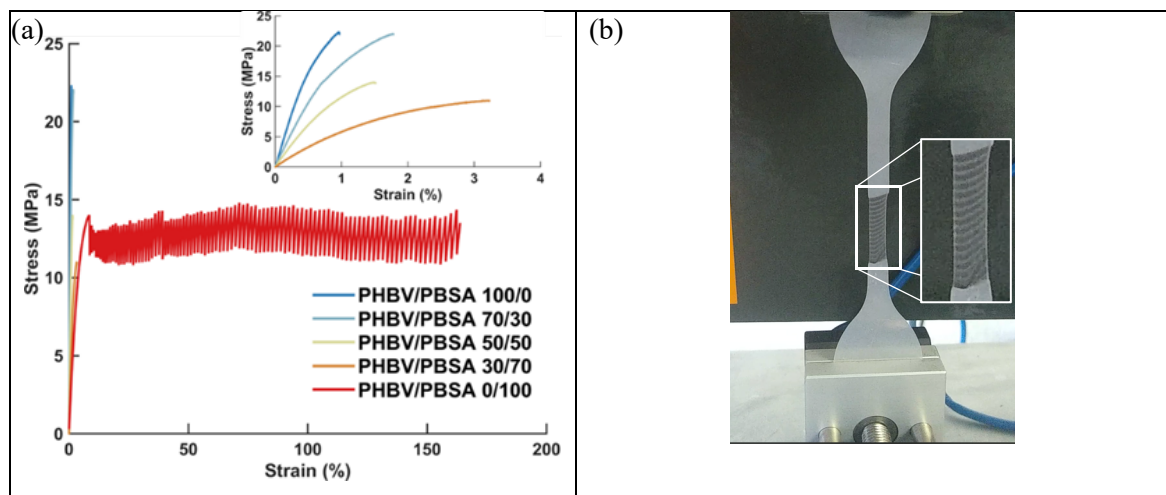 (a)
25
20
15
10
5
0
Stress (MPa)
0
50
100
150
200
Strain (%)
25
20
15
10
5
0
Stress (MPa)
0
1
2
3
4
Strain (%)
PHBV/PBSA 100/0
PHBV/PBSA 70/30
PHBV/PBSA 50/50
PHBV/PBSA 30/70
PHBV/PBSA 0/100
(b)